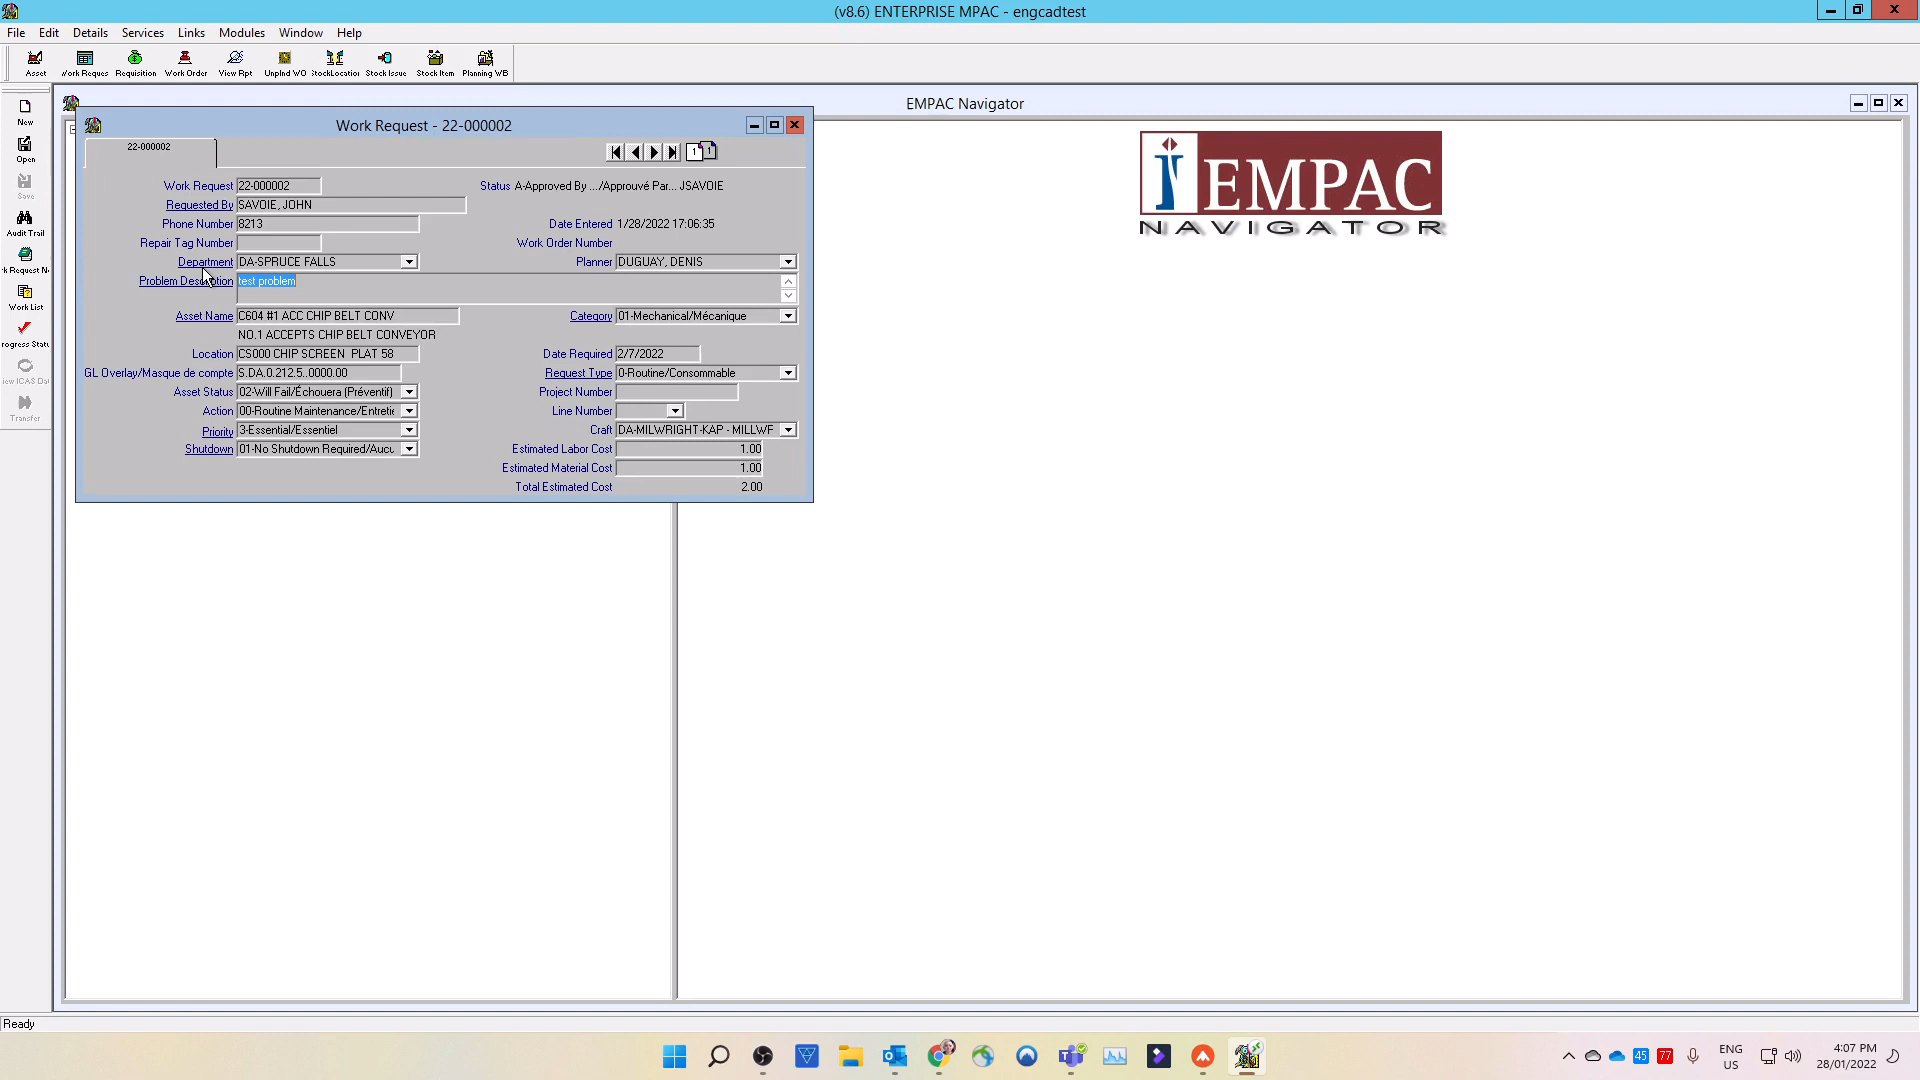 (v8.6) ENTERPRISE MPAC - engcadtest
File Edit Details Services Links Modules Window Help
Asset Work Reques Requisition Work Order View Rpt Unplnd WO StockLocation Stock Issue Stock Item Planning WB
New
Open
Save
Audit Trail
Work List
Transfer
EMPAC Navigator
Work Request - 22-000002
22-000002
1 1
Work Request 22-000002 Status A-Approved By .../Approuvé Par... JSAVOIE
Requested By SAVOIE, JOHN
Phone Number 8213 Date Entered 1/28/2022 17:06:35
Repair Tag Number Work Order Number
Department DA-SPRUCE FALLS Planner DUGUAY, DENIS
Problem Description test problem
Asset Name C604 #1 ACC CHIP BELT CONV Category 01-Mechanical/Mécanique
NO.1 ACCEPTS CHIP BELT CONVEYOR
Location CS000 CHIP SCREEN PLAT 58 Date Required 2/7/2022
GL Overlay/Masque de compte S.DA.0.212.5..0000.00 Request Type 0-Routine/Consommable
Asset Status 02-Will Fail/Échouera (Préventif) Project Number
Action 00-Routine Maintenance/Entretie Line Number
Priority 3-Essential/Essentiel Craft DA-MILWRIGHT-KAP - MILLWF
Shutdown 01-No Shutdown Required/Aucu Estimated Labor Cost 1.00
Estimated Material Cost 1.00
Total Estimated Cost 2.00
EMPAC
NAVIGATOR
Ready
45 77 ENG US 4:07 PM
28/01/2022